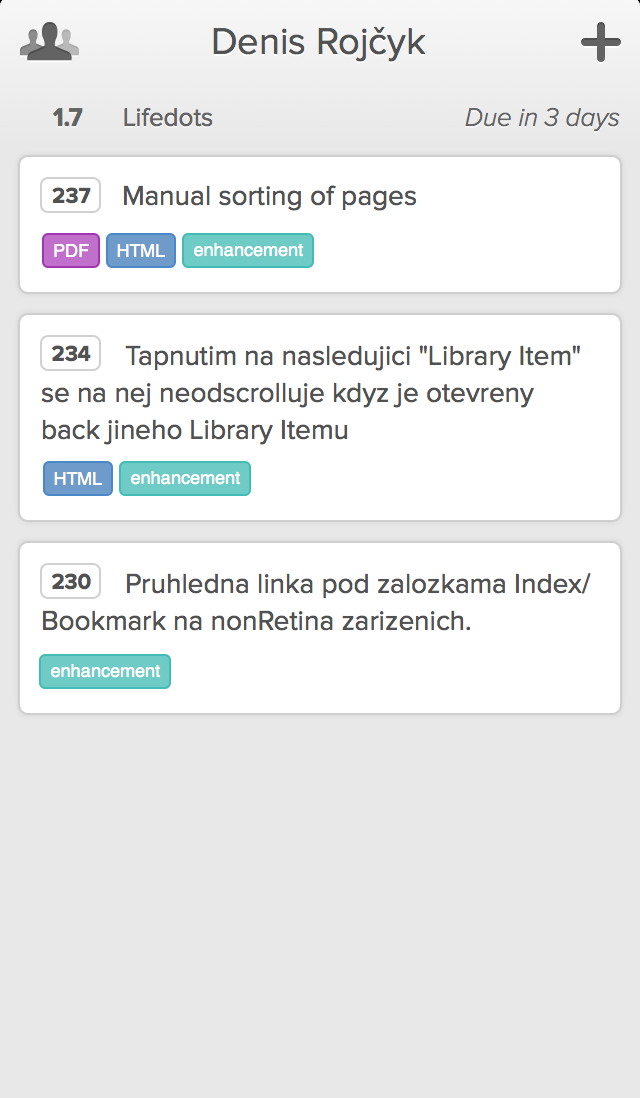 Denis Rojčyk
1.7 Lifedots Due in 3 days
237 Manual sorting of pages
PDF HTML enhancement
234 Tapnutim na nasledujici "Library Item"
se na nej neodscrolluje kdyz je otevreny
back jineho Library Itemu
HTML enhancement
230 Pruhledna linka pod zalozkama Index/
Bookmark na nonRetina zarizenich.
enhancement